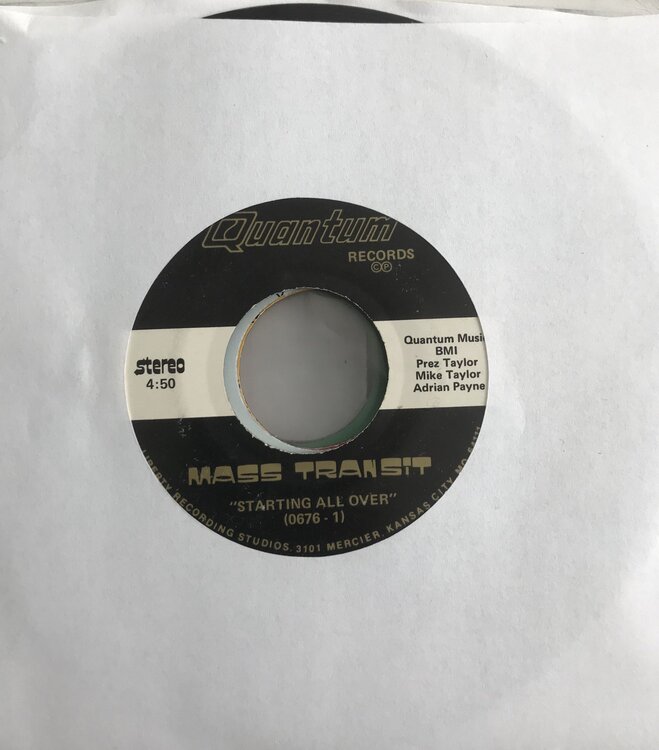 Quantum
RECORDS
©℗
stereo
4:50
Quantum Music
BMI
Prez Taylor
Mike Taylor
Adrian Payne
MASS TRANSIT
"STARTING ALL OVER"
(0676 - 1)
LIBERTY RECORDING STUDIOS. 3101 MERCIER, KANSAS CITY, MO.